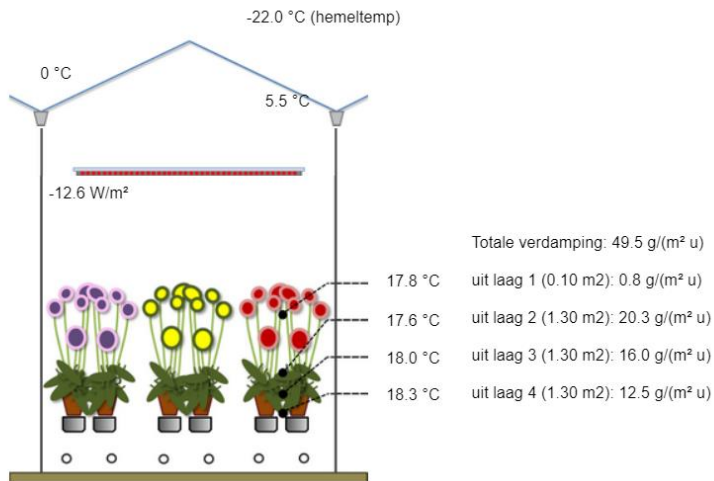 -22.0 °C (hemeltemp)
0 °C
5.5 °C
-12.6 W/m²
Totale verdamping: 49.5 g/(m² u)
17.8 °C uit laag 1 (0.10 m2): 0.8 g/(m² u)
17.6 °C uit laag 2 (1.30 m2): 20.3 g/(m² u)
18.0 °C uit laag 3 (1.30 m2): 16.0 g/(m² u)
18.3 °C uit laag 4 (1.30 m2): 12.5 g/(m² u)